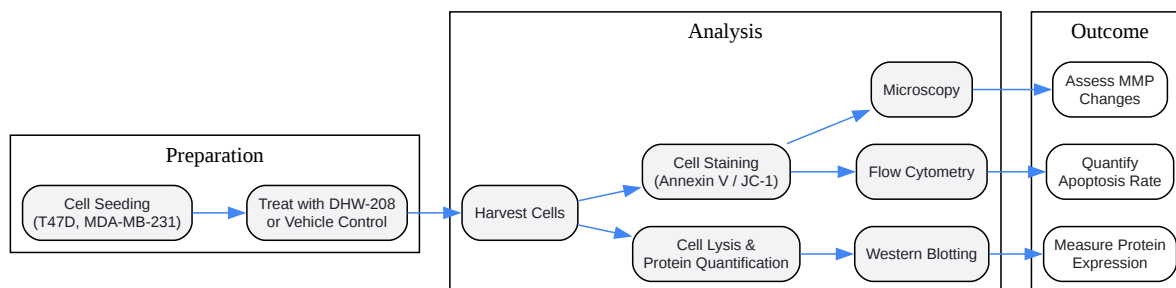 Preparation
Cell Seeding
(T47D, MDA-MB-231)
Treat with DHW-208
or Vehicle Control
Analysis
Harvest Cells
Cell Staining
(Annexin V / JC-1)
Cell Lysis &
Protein Quantification
Microscopy
Flow Cytometry
Western Blotting
Outcome
Assess MMP
Changes
Quantify
Apoptosis Rate
Measure Protein
Expression